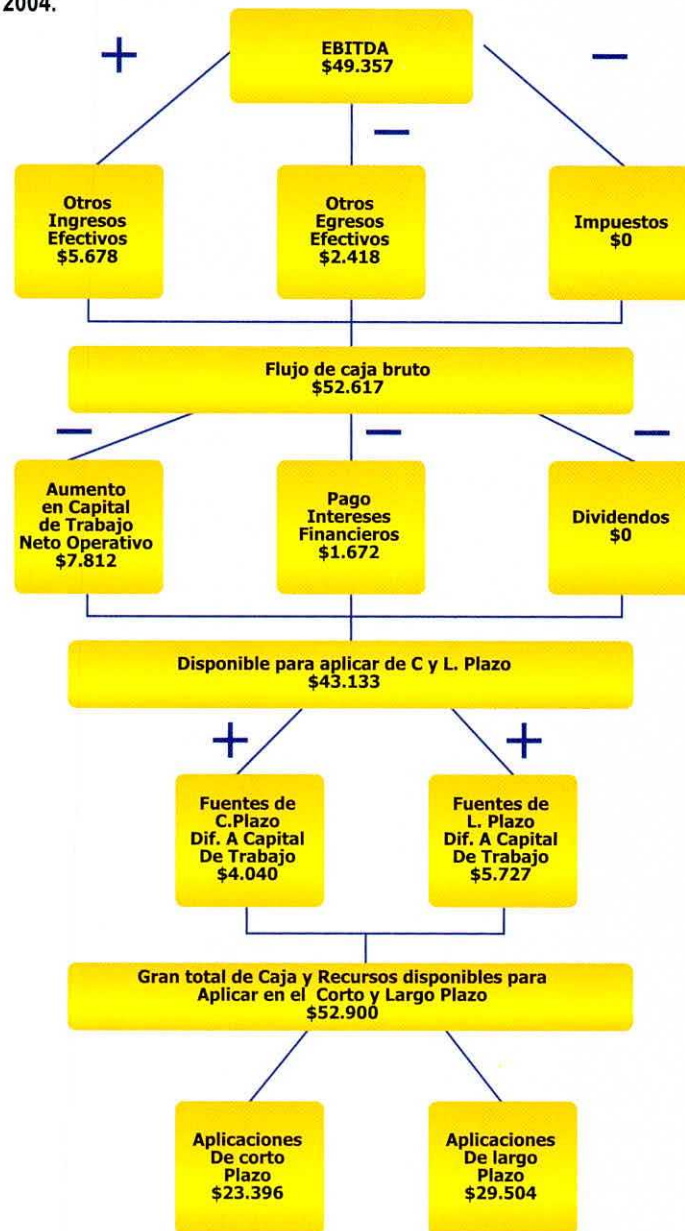 2004.
+
EBITDA
$49.357
−
−
Otros
Ingresos
Efectivos
$5.678
Otros
Egresos
Efectivos
$2.418
Impuestos
$0
Flujo de caja bruto
$52.617
−
−
−
Aumento
en Capital
de Trabajo
Neto Operativo
$7.812
Pago
Intereses
Financieros
$1.672
Dividendos
$0
Disponible para aplicar de C y L. Plazo
$43.133
+
+
Fuentes de
C.Plazo
Dif. A Capital
De Trabajo
$4.040
Fuentes de
L. Plazo
Dif. A Capital
De Trabajo
$5.727
Gran total de Caja y Recursos disponibles para
Aplicar en el Corto y Largo Plazo
$52.900
Aplicaciones
De corto
Plazo
$23.396
Aplicaciones
De largo
Plazo
$29.504